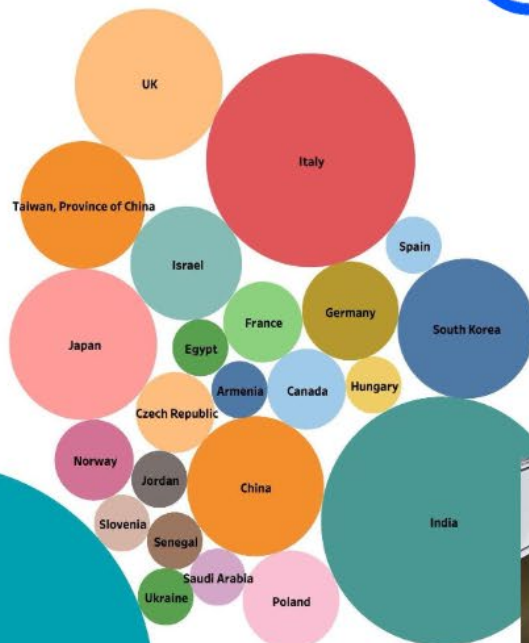 UK
Italy
Taiwan, Province of China
Spain
Israel
Germany
France
South Korea
Japan
Egypt
Armenia
Canada
Hungary
Czech Republic
Norway
Jordan
China
Slovenia
India
Senegal
Saudi Arabia
Ukraine
Poland